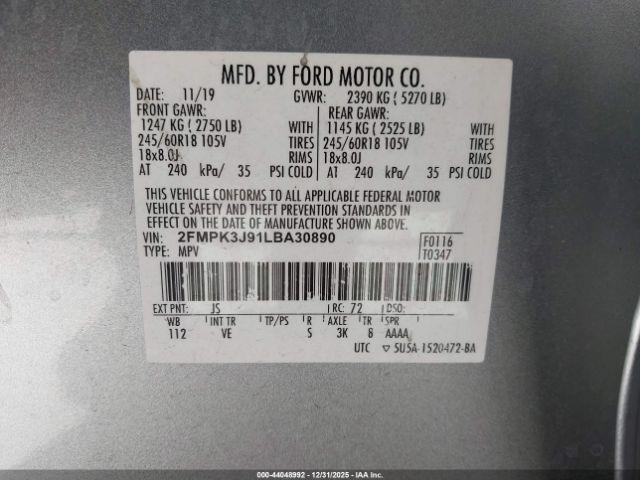 MFD. BY FORD MOTOR CO.
DATE: 11/19 GVWR: 2390 KG ( 5270 LB)
FRONT GAWR: REAR GAWR:
1247 KG ( 2750 LB) WITH 1145 KG ( 2525 LB) WITH
245/60R18 105V TIRES 245/60R18 105V TIRES
18x8.0J RIMS 18x8.0J RIMS
AT 240 kPa/ 35 PSI COLD AT 240 kPa/ 35 PSI COLD
THIS VEHICLE CONFORMS TO ALL APPLICABLE FEDERAL MOTOR
VEHICLE SAFETY AND THEFT PREVENTION STANDARDS IN
EFFECT ON THE DATE OF MANUFACTURE SHOWN ABOVE.
VIN: 2FMPK3J91LBA30890 F0116
TYPE: MPV T0347
EXT PNT: JS RC: 72 DSO:
WB INT TR TP/PS R AXLE TR SPR
112 VE S 3K 8 AAAA
UTC ▽ 5U5A-1520472-BA
000-44048992 - 12/31/2025 - IAAI.com